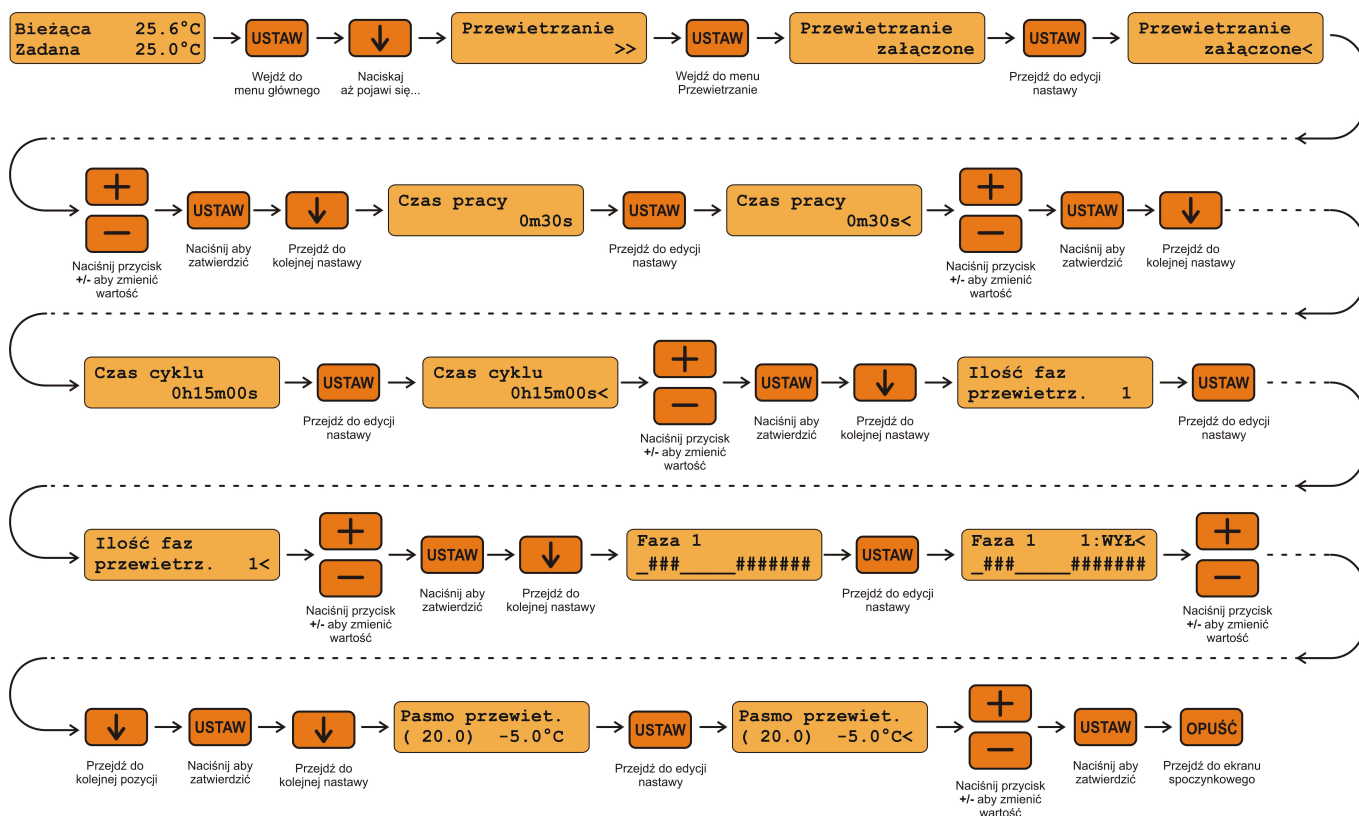 Bieżąca 25.6°C
Zadana 25.0°C
USTAW
Wejdź do
menu głównego
Naciskaj
aż pojawi się...
Przewietrzanie
>>
USTAW
Wejdź do menu
Przewietrzanie
Przewietrzanie
załączone
USTAW
Przejdź do edycji
nastawy
Przewietrzanie
załączone<
Naciśnij przycisk
+/- aby zmienić
wartość
USTAW
Naciśnij aby
zatwierdzić
Przejdź do
kolejnej nastawy
Czas pracy
0m30s
USTAW
Przejdź do edycji
nastawy
Czas pracy
0m30s<
Naciśnij przycisk
+/- aby zmienić
wartość
USTAW
Naciśnij aby
zatwierdzić
Przejdź do
kolejnej nastawy
Czas cyklu
0h15m00s
USTAW
Przejdź do edycji
nastawy
Czas cyklu
0h15m00s<
Naciśnij przycisk
+/- aby zmienić
wartość
USTAW
Naciśnij aby
zatwierdzić
Przejdź do
kolejnej nastawy
Ilość faz
przewietrz. 1
USTAW
Przejdź do edycji
nastawy
Ilość faz
przewietrz. 1<
Naciśnij przycisk
+/- aby zmienić
wartość
USTAW
Naciśnij aby
zatwierdzić
Przejdź do
kolejnej nastawy
Faza 1
_###_____#######
USTAW
Przejdź do edycji
nastawy
Faza 1 1:WYŁ<
_###_____#######
Naciśnij przycisk
+/- aby zmienić
wartość
Przejdź do
kolejnej pozycji
USTAW
Naciśnij aby
zatwierdzić
Przejdź do
kolejnej nastawy
Pasmo przewiet.
( 20.0) -5.0°C
USTAW
Przejdź do edycji
nastawy
Pasmo przewiet.
( 20.0) -5.0°C<
Naciśnij przycisk
+/- aby zmienić
wartość
USTAW
Naciśnij aby
zatwierdzić
OPUŚĆ
Przejdź do ekranu
spoczynkowego